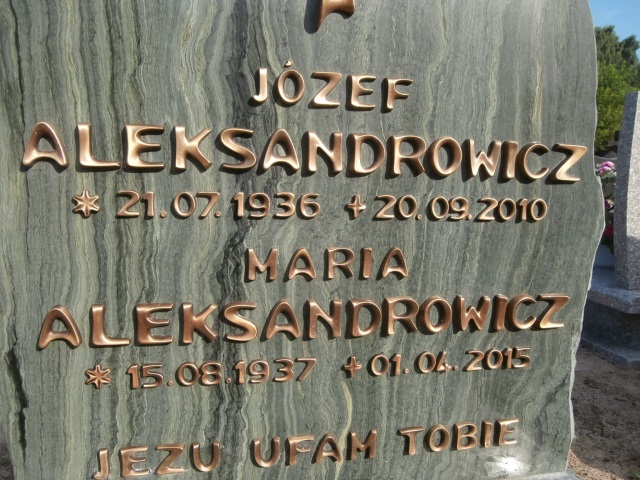 JÓZEF
ALEKSANDROWICZ
* 21.07.1936 +20.09.2010
MARIA
ALEKSANDROWICZ
* 15.08.1937 +01.04.2015
JEZU UFAM TOBIE